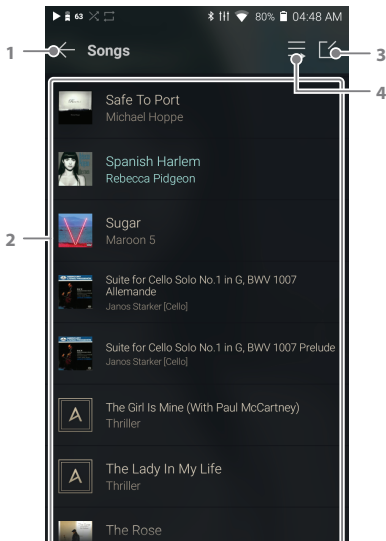 63
80%
04:48 AM
1
Songs
3
4
2
Safe To Port
Michael Hoppe
Spanish Harlem
Rebecca Pidgeon
Sugar
Maroon 5
Suite for Cello Solo No.1 in G, BWV 1007
Allemande
Janos Starker [Cello]
Suite for Cello Solo No.1 in G, BWV 1007 Prelude
Janos Starker [Cello]
The Girl Is Mine (With Paul McCartney)
Thriller
The Lady In My Life
Thriller
The Rose